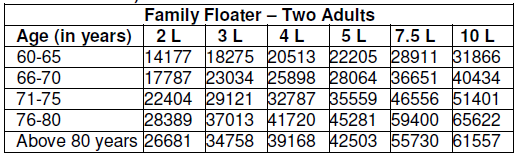 Family Floater – Two Adults
Age (in years) 2 L 3 L 4 L 5 L 7.5 L 10 L
60-65 14177 18275 20513 22205 28911 31866
66-70 17787 23034 25898 28064 36651 40434
71-75 22404 29121 32787 35559 46556 51401
76-80 28389 37013 41720 45281 59400 65622
Above 80 years 26681 34758 39168 42503 55730 61557